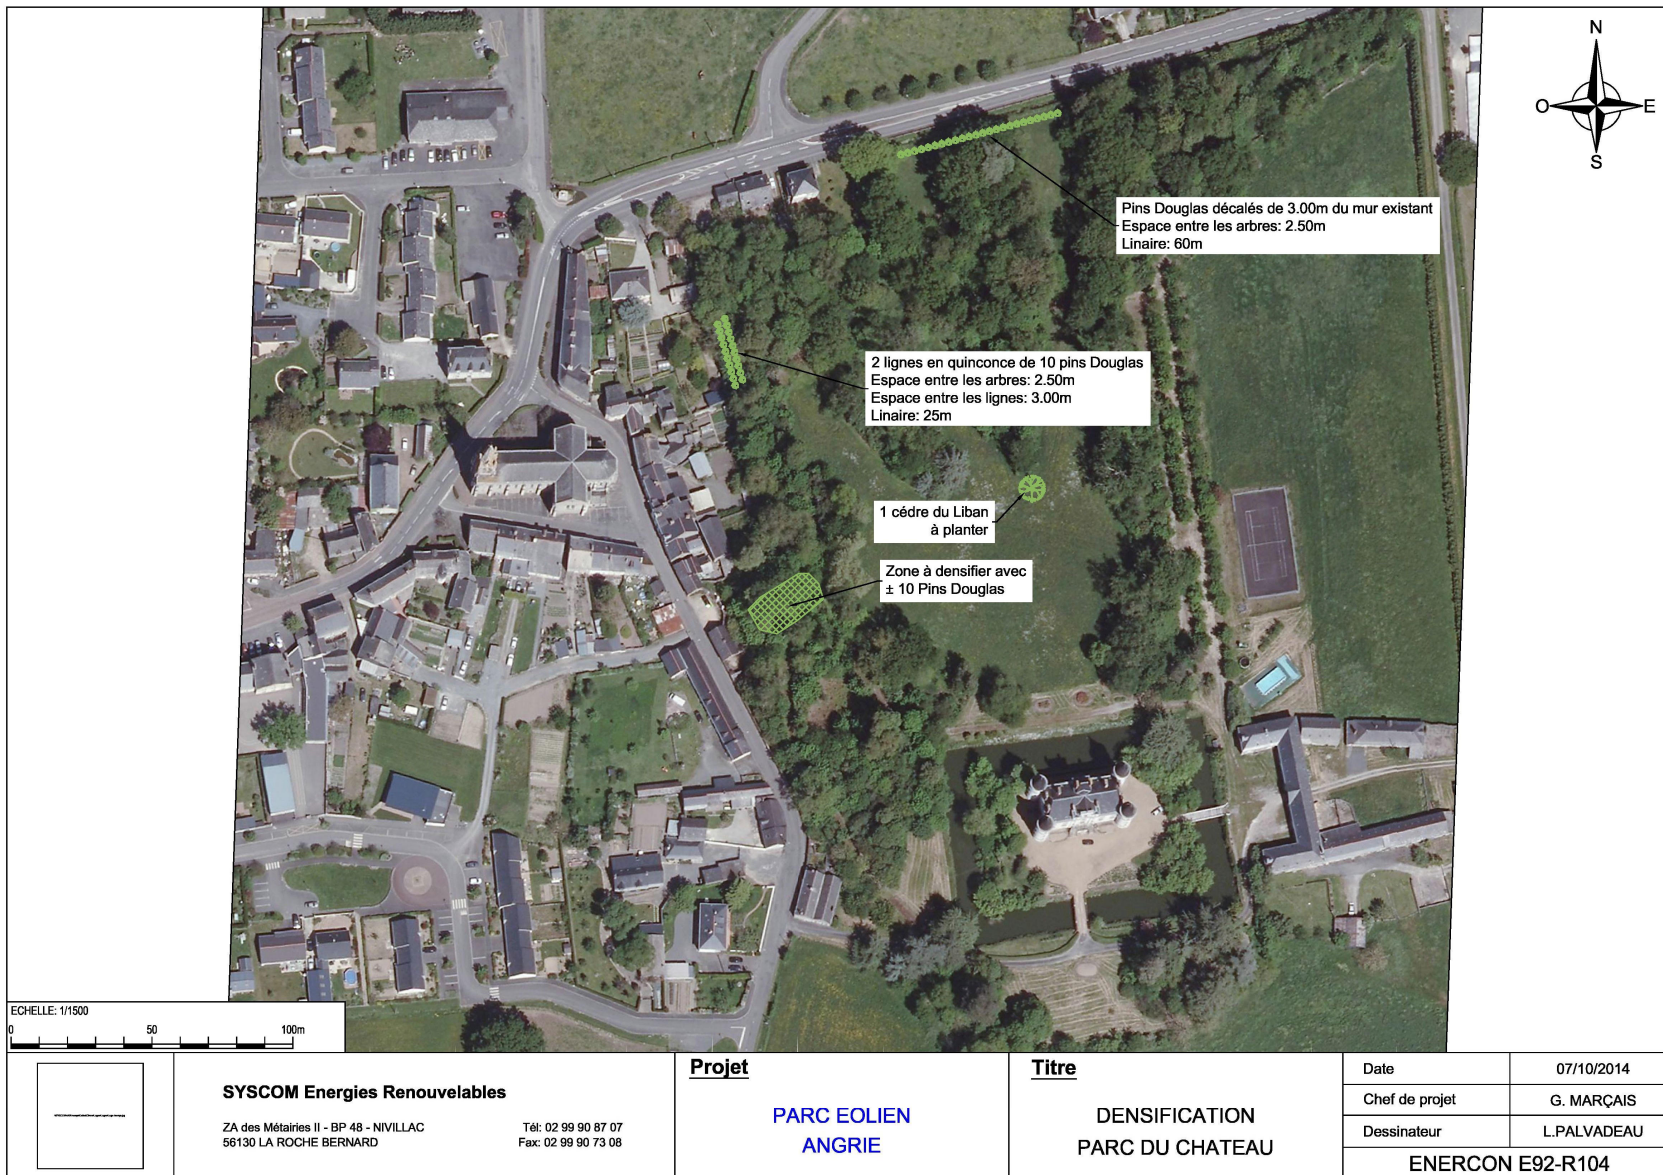 N
O
E
S
Pins Douglas décalés de 3.00m du mur existant
Espace entre les arbres: 2.50m
Linaire: 60m
2 lignes en quinconce de 10 pins Douglas
Espace entre les arbres: 2.50m
Espace entre les lignes: 3.00m
Linaire: 25m
1 cédre du Liban
à planter
Zone à densifier avec
± 10 Pins Douglas
ECHELLE: 1/1500
0 50 100m
SYSCOM Energies Renouvelables
ZA des Métairies II - BP 48 - NIVILLAC
56130 LA ROCHE BERNARD
Tél: 02 99 90 87 07
Fax: 02 99 90 73 08
Projet
PARC EOLIEN
ANGRIE
Titre
DENSIFICATION
PARC DU CHATEAU
Date 07/10/2014
Chef de projet G. MARÇAIS
Dessinateur L.PALVADEAU
ENERCON E92-R104